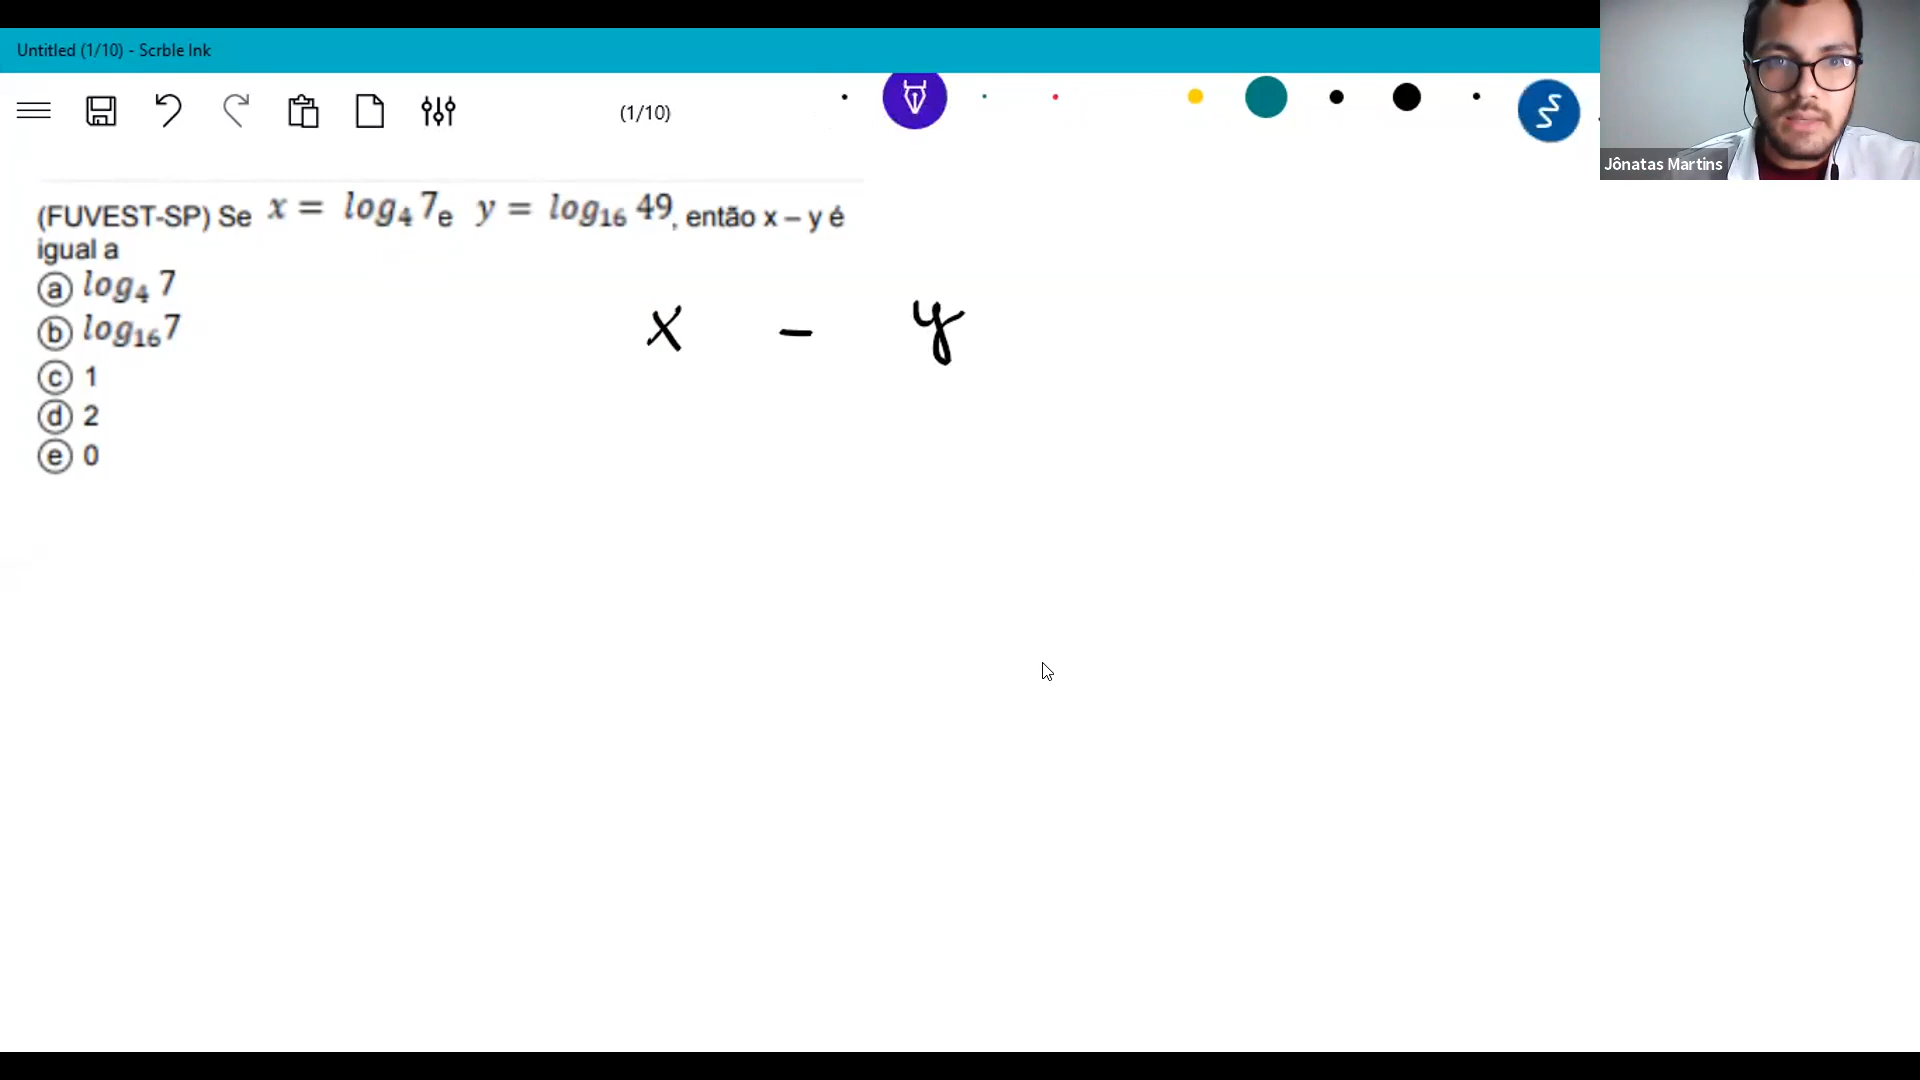 Untitled (1/10) - Scrble Ink
(1/10)
Jônatas Martins
(FUVEST-SP) Se x = log₄ 7 e y = log₁₆ 49, então x – y é
igual a
ⓐ log₄ 7
ⓑ log₁₆ 7
ⓒ 1
ⓓ 2
ⓔ 0
x - y